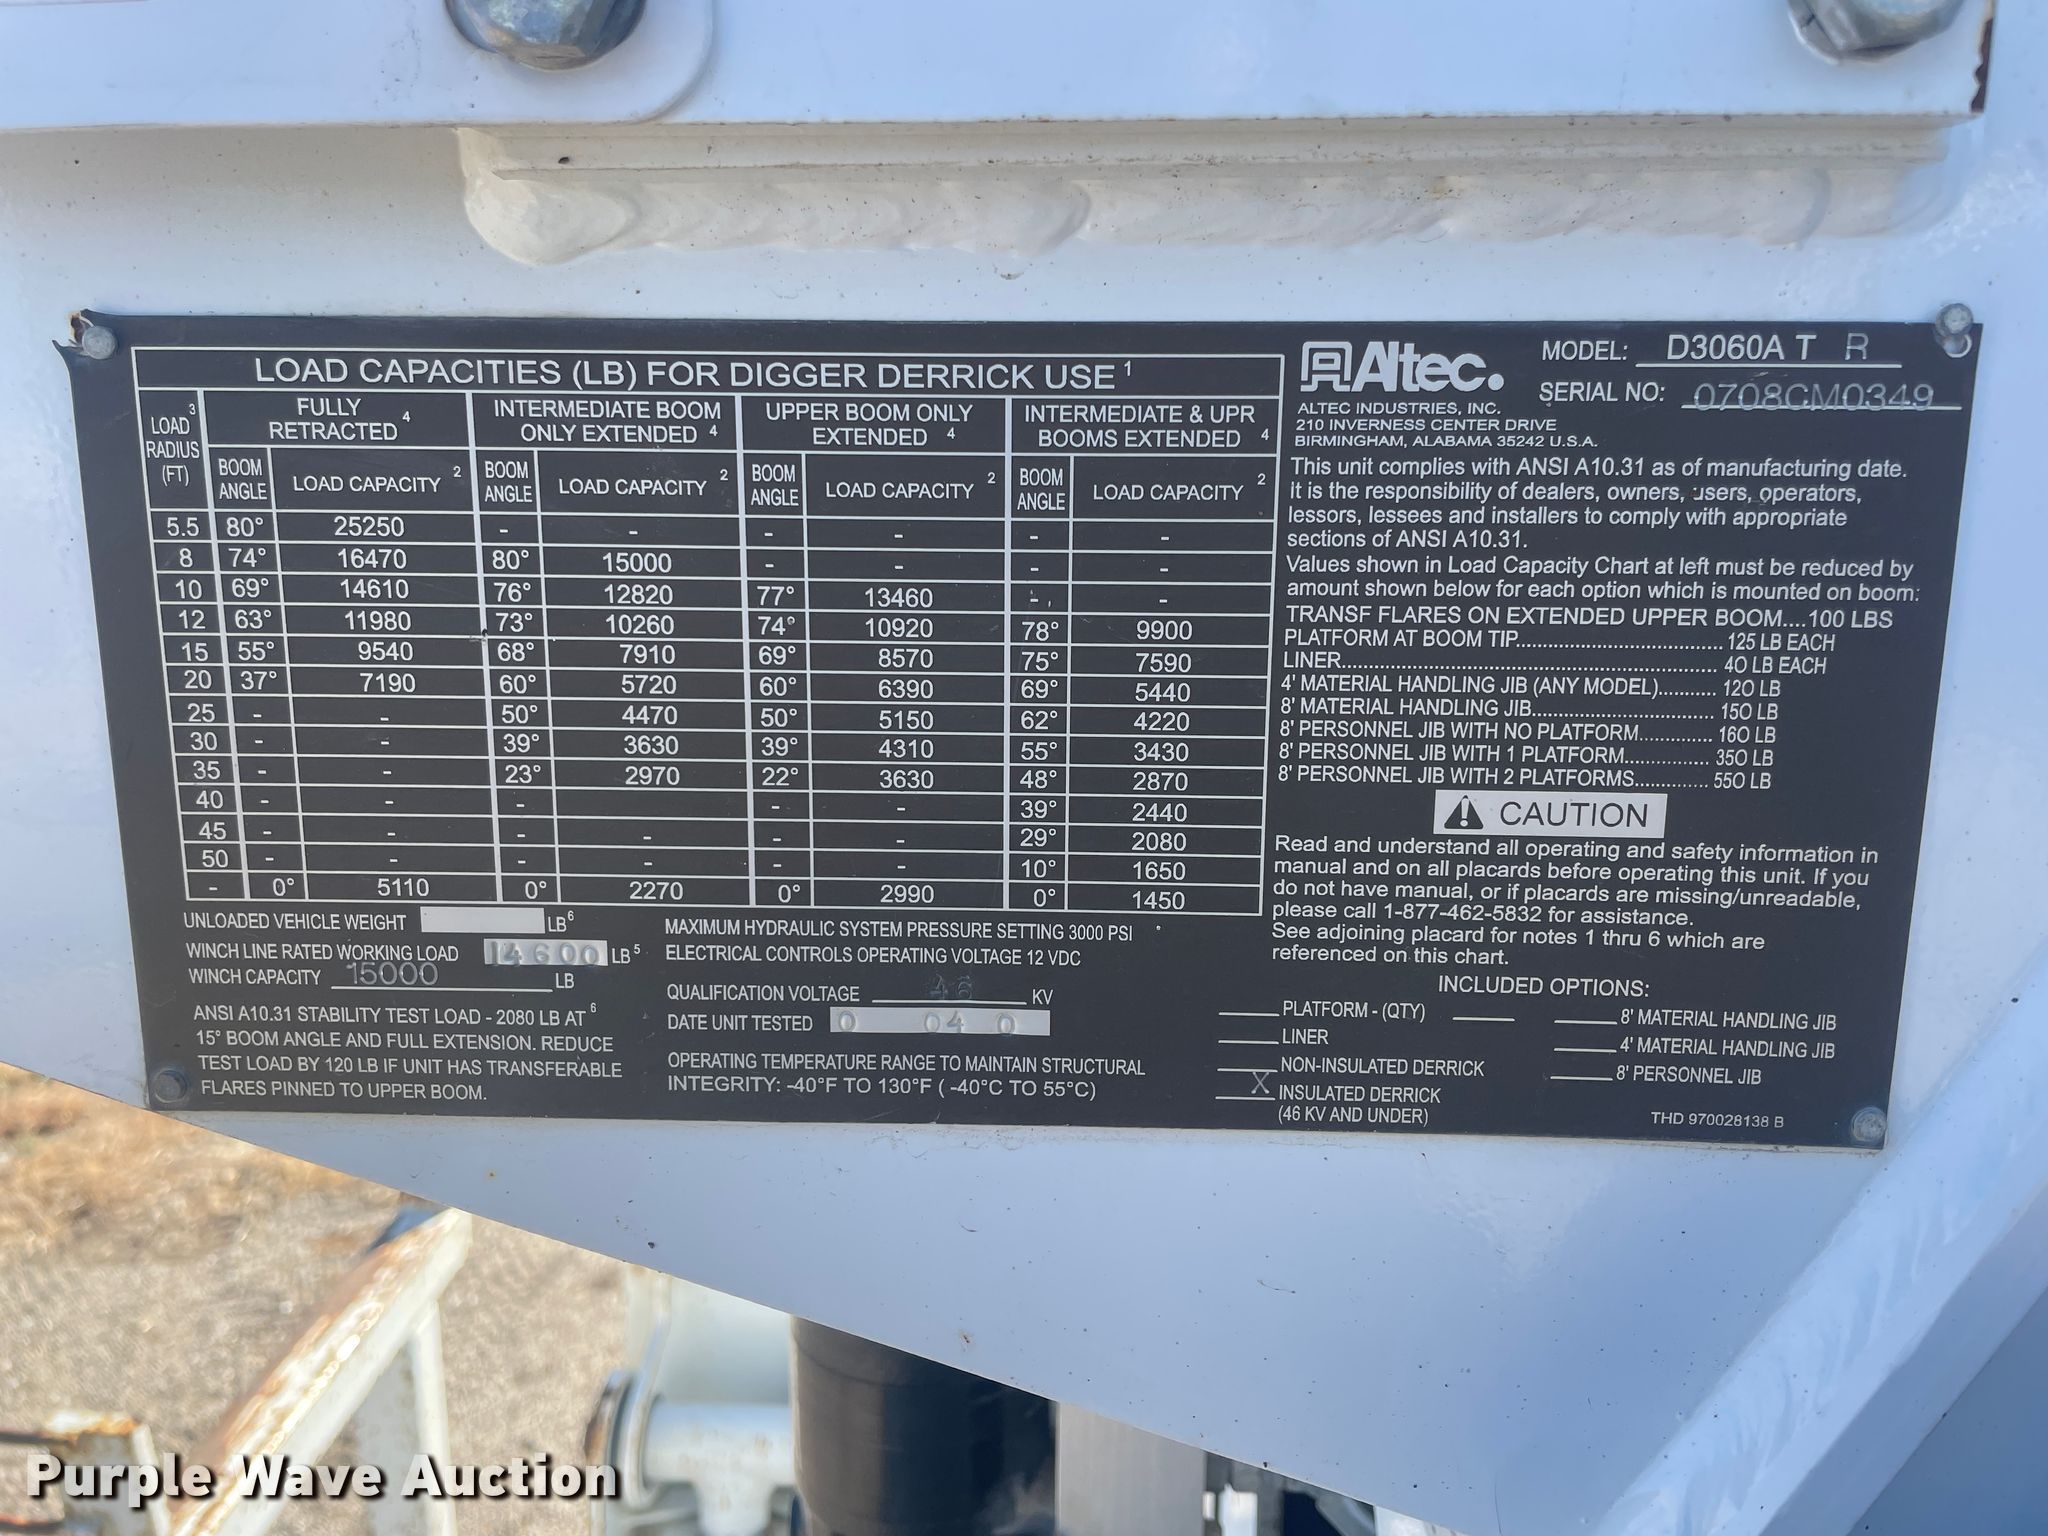 LOAD CAPACITIES (LB) FOR DIGGER DERRICK USE 1
LOAD 3 RADIUS (FT)
FULLY RETRACTED 4
INTERMEDIATE BOOM ONLY EXTENDED 4
UPPER BOOM ONLY EXTENDED 4
INTERMEDIATE & UPR BOOMS EXTENDED 4
BOOM ANGLE LOAD CAPACITY 2 BOOM ANGLE LOAD CAPACITY 2 BOOM ANGLE LOAD CAPACITY 2 BOOM ANGLE LOAD CAPACITY 2
5.5 80° 25250 - - - - - -
8 74° 16470 80° 15000 - - - -
10 69° 14610 76° 12820 77° 13460 - -
12 63° 11980 73° 10260 74° 10920 78° 9900
15 55° 9540 68° 7910 69° 8570 75° 7590
20 37° 7190 60° 5720 60° 6390 69° 5440
25 - - 50° 4470 50° 5150 62° 4220
30 - - 39° 3630 39° 4310 55° 3430
35 - - 23° 2970 22° 3630 48° 2870
40 - - - - - 39° 2440
45 - - - - - - 29° 2080
50 - - - - - - 10° 1650
- 0° 5110 0° 2270 0° 2990 0° 1450
UNLOADED VEHICLE WEIGHT LB 6
WINCH LINE RATED WORKING LOAD 14600 LB 5
WINCH CAPACITY 15000 LB
ANSI A10.31 STABILITY TEST LOAD - 2080 LB AT 6
15° BOOM ANGLE AND FULL EXTENSION. REDUCE
TEST LOAD BY 120 LB IF UNIT HAS TRANSFERABLE
FLARES PINNED TO UPPER BOOM.
MAXIMUM HYDRAULIC SYSTEM PRESSURE SETTING 3000 PSI
ELECTRICAL CONTROLS OPERATING VOLTAGE 12 VDC
QUALIFICATION VOLTAGE 46 KV
DATE UNIT TESTED 0 04 0
OPERATING TEMPERATURE RANGE TO MAINTAIN STRUCTURAL
INTEGRITY: -40°F TO 130°F ( -40°C TO 55°C)
Altec.
MODEL: D3060A T R
SERIAL NO: 0708CM0349
ALTEC INDUSTRIES, INC.
210 INVERNESS CENTER DRIVE
BIRMINGHAM, ALABAMA 35242 U.S.A.
This unit complies with ANSI A10.31 as of manufacturing date.
It is the responsibility of dealers, owners, users, operators,
lessors, lessees and installers to comply with appropriate
sections of ANSI A10.31.
Values shown in Load Capacity Chart at left must be reduced by
amount shown below for each option which is mounted on boom:
TRANSF FLARES ON EXTENDED UPPER BOOM....100 LBS
PLATFORM AT BOOM TIP.......................................... 125 LB EACH
LINER........................................................................... 40 LB EACH
4' MATERIAL HANDLING JIB (ANY MODEL)........... 120 LB
8' MATERIAL HANDLING JIB..................................... 150 LB
8' PERSONNEL JIB WITH NO PLATFORM.............. 160 LB
8' PERSONNEL JIB WITH 1 PLATFORM................. 350 LB
8' PERSONNEL JIB WITH 2 PLATFORMS............... 550 LB
CAUTION
Read and understand all operating and safety information in
manual and on all placards before operating this unit. If you
do not have manual, or if placards are missing/unreadable,
please call 1-877-462-5832 for assistance.
See adjoining placard for notes 1 thru 6 which are
referenced on this chart.
INCLUDED OPTIONS:
PLATFORM - (QTY)
LINER
NON-INSULATED DERRICK
X INSULATED DERRICK
(46 KV AND UNDER)
8' MATERIAL HANDLING JIB
4' MATERIAL HANDLING JIB
8' PERSONNEL JIB
THD 970028138 B
Purple Wave Auction